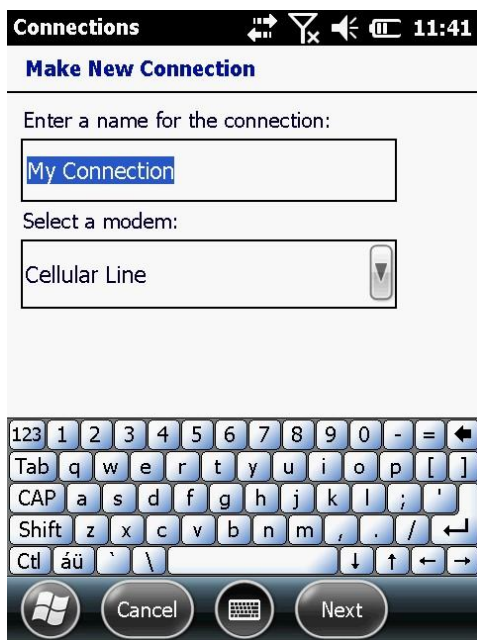 Connections 11:41
Make New Connection
Enter a name for the connection:
My Connection
Select a modem:
Cellular Line
123 1 2 3 4 5 6 7 8 9 0 - =
Tab q w e r t y u i o p [ ]
CAP a s d f g h j k l ; '
Shift z x c v b n m , . /
Ctl áü ` \
Cancel Next